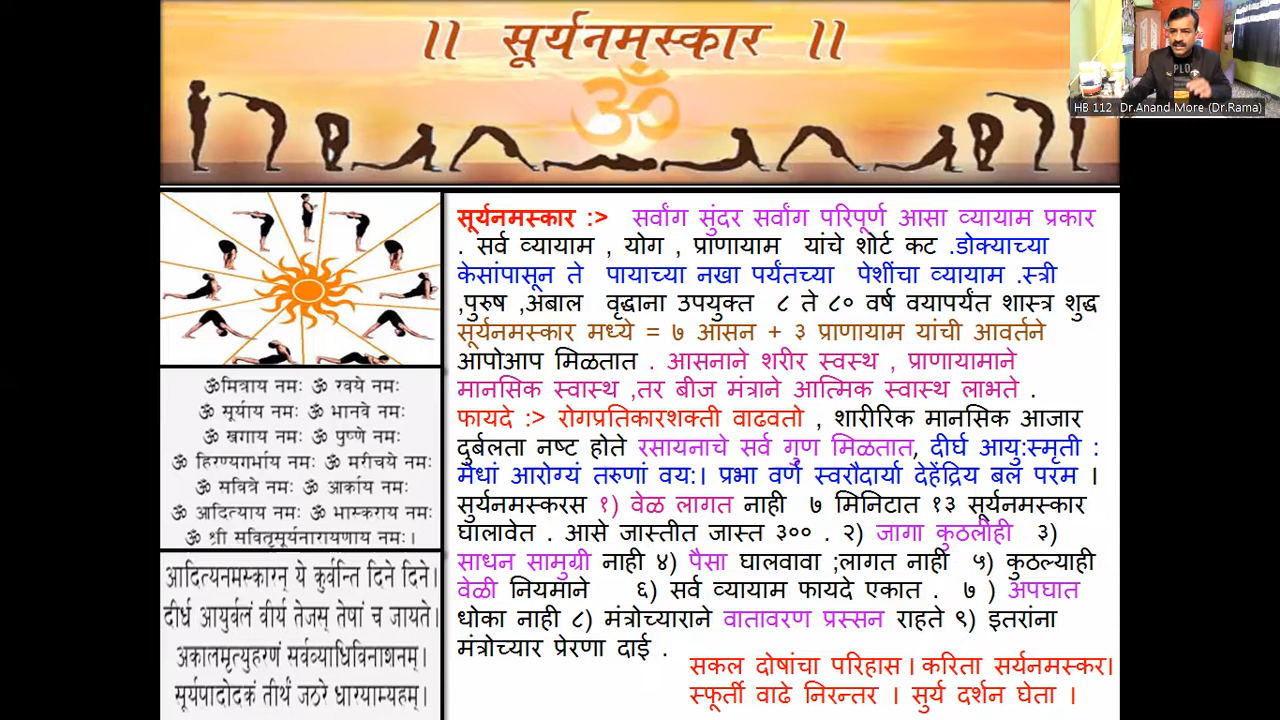 ॥ सूर्यनमस्कार ॥
ॐ
PLO
HB 112 Dr.Anand More (Dr.Rama)
सूर्यनमस्कार :> सर्वांग सुंदर सर्वांग परिपूर्ण आसा व्यायाम प्रकार
. सर्व व्यायाम , योग , प्राणायाम यांचे शोर्ट कट .डोक्याच्या
केसांपासून ते पायाच्या नखा पर्यंतच्या पेशींचा व्यायाम .स्त्री
,पुरुष ,अबाल वृद्धाना उपयुक्त ८ ते ८० वर्ष वयापर्यंत शास्त्र शुद्ध
सूर्यनमस्कार मध्ये = ७ आसन + ३ प्राणायाम यांची आवर्तने
आपोआप मिळतात . आसनाने शरीर स्वस्थ , प्राणायामाने
मानसिक स्वास्थ ,तर बीज मंत्राने आत्मिक स्वास्थ लाभते .
फायदे :> रोगप्रतिकारशक्ती वाढवतो , शारीरिक मानसिक आजार
दुर्बलता नष्ट होते रसायनाचे सर्व गुण मिळतात, दीर्घ आयु:स्मृती :
मेधां आरोग्यं तरुणां वय:। प्रभा वर्ण स्वरौदार्या देहेंद्रिय बल परम ।
सुर्यनमस्करस १) वेळ लागत नाही ७ मिनिटात १३ सूर्यनमस्कार
घालावेत . आसे जास्तीत जास्त ३०० . २) जागा कुठलीही ३)
साधन सामुग्री नाही ४) पैसा घालववावा ;लागत नाही ५) कुठल्याही
वेळी नियमाने ६) सर्व व्यायाम फायदे एकात . ७ ) अपघात
धोका नाही ८) मंत्रोच्याराने वातावरण प्रस्सन राहते ९) इतरांना
मंत्रोच्यार प्रेरणा दाई .
सकल दोषांचा परिहास । करिता सर्यनमस्कर।
स्फूर्ती वाढे निरन्तर । सुर्य दर्शन घेता ।
ॐमित्राय नमः ॐ रवये नमः
ॐ सूर्याय नमः ॐ भानवे नमः
ॐ खगाय नमः ॐ पुष्णे नमः
ॐ हिरण्यगर्भाय नमः ॐ मरीचये नमः
ॐ सवित्रे नमः ॐ आर्काय नमः
ॐ आदित्याय नमः ॐ भास्कराय नमः
ॐ श्री सवितृसूर्यनारायणाय नमः।
आदित्यनमस्कारन् ये कुर्वन्ति दिने दिने।
दीर्घ आयुर्बलं वीर्य तेजस् तेषां च जायते।
अकालमृत्युहरणं सर्वव्याधिविनाशनम्।
सूर्यपादोदकं तीर्थं जठरे धारयाम्यहम्।